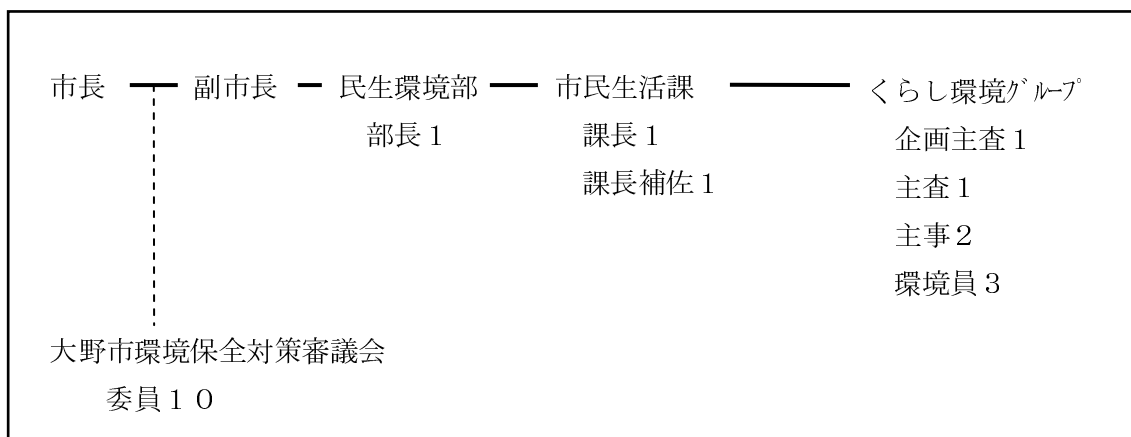 市長 副市長 民生環境部 市民生活課 くらし環境ｸﾞﾙｰﾌﾟ
部長１ 課長１ 企画主査１
課長補佐１ 主査１
主事２
環境員３
大野市環境保全対策審議会
委員１０